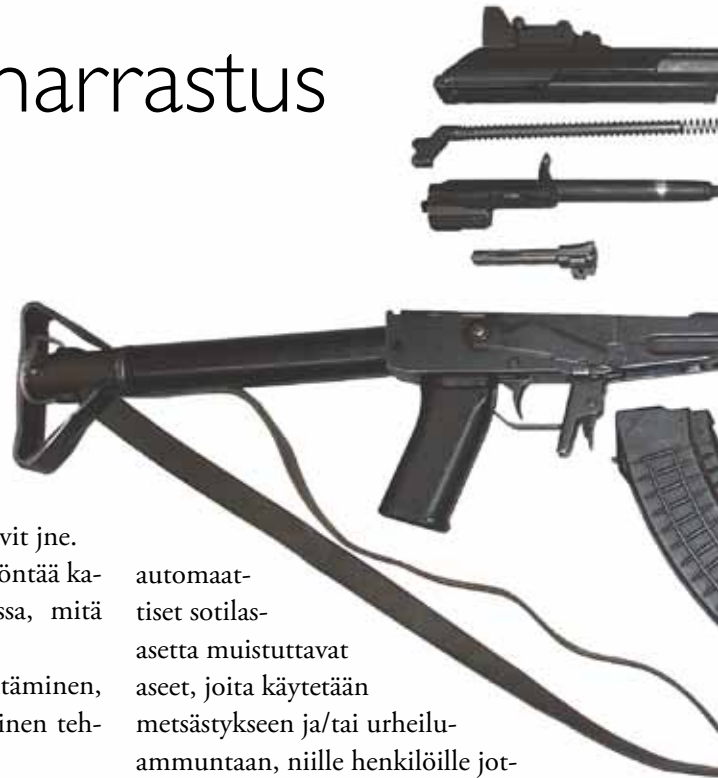 harrastus
vit jne.
öntää ka-
ssa, mitä
täminen,
inen teh-
automaat-
tiset sotilas-
asetta muistuttavat
aseet, joita käytetään
metsästykseen ja/tai urheilu-
ammuntaan, niille henkilöille jot-